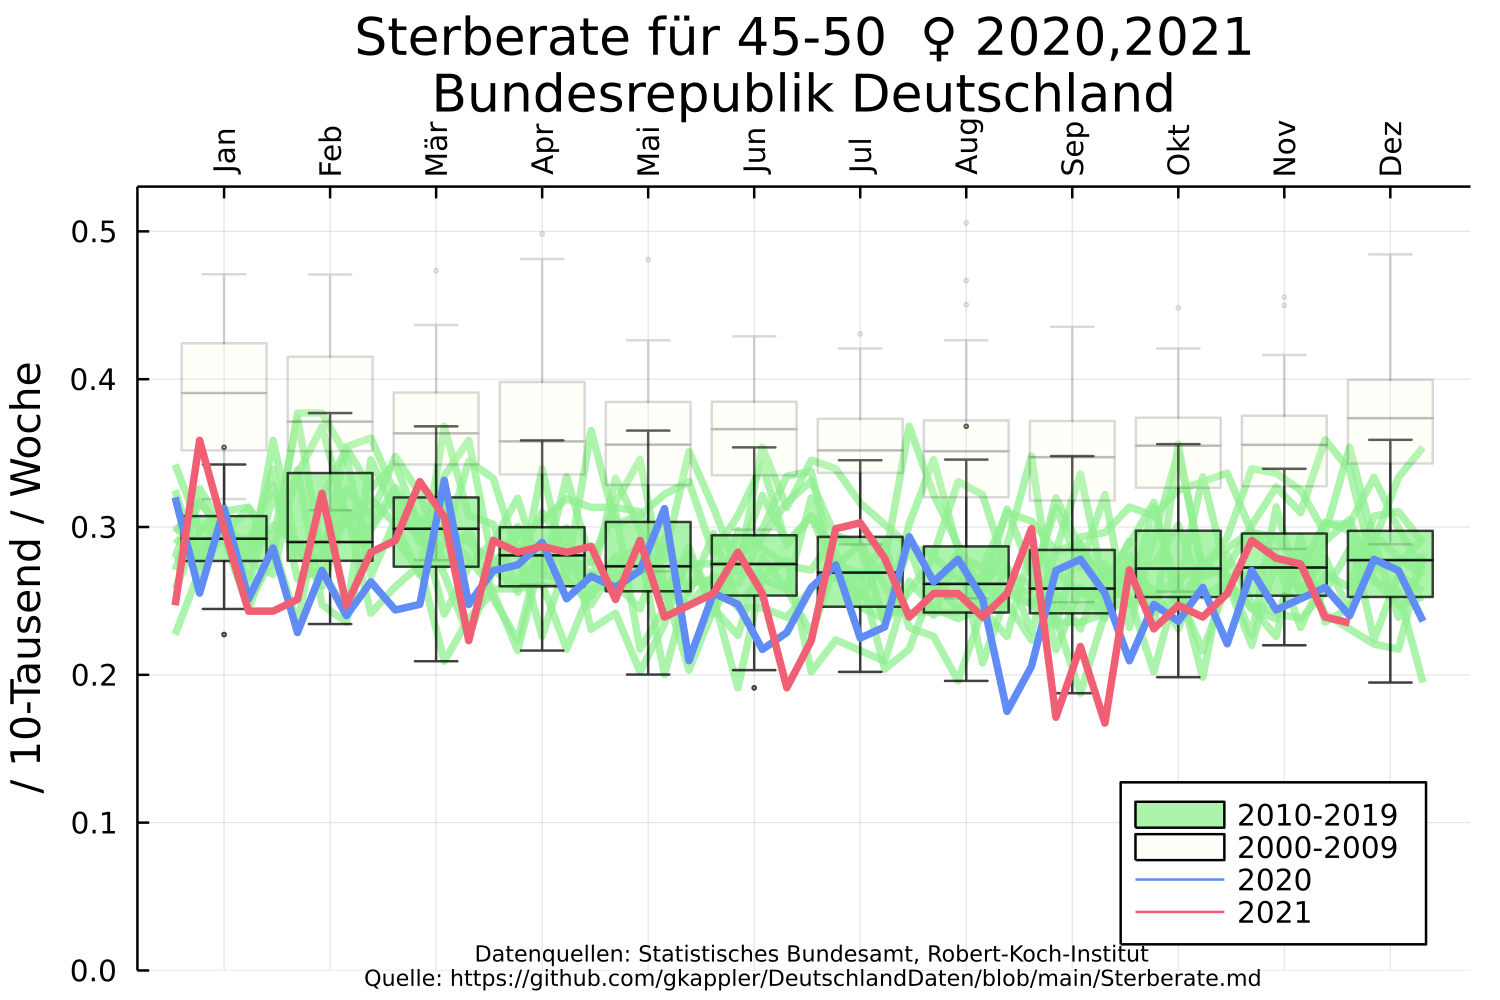 Sterberate für 45-50 ♀ 2020,2021
Bundesrepublik Deutschland
Jan
Feb
Mär
Apr
Mai
Jun
Jul
Aug
Sep
Okt
Nov
Dez
/ 10-Tausend / Woche
0.5
0.4
0.3
0.2
0.1
0.0
2010-2019
2000-2009
2020
2021
Datenquellen: Statistisches Bundesamt, Robert-Koch-Institut
Quelle: https://github.com/gkappler/DeutschlandDaten/blob/main/Sterberate.md